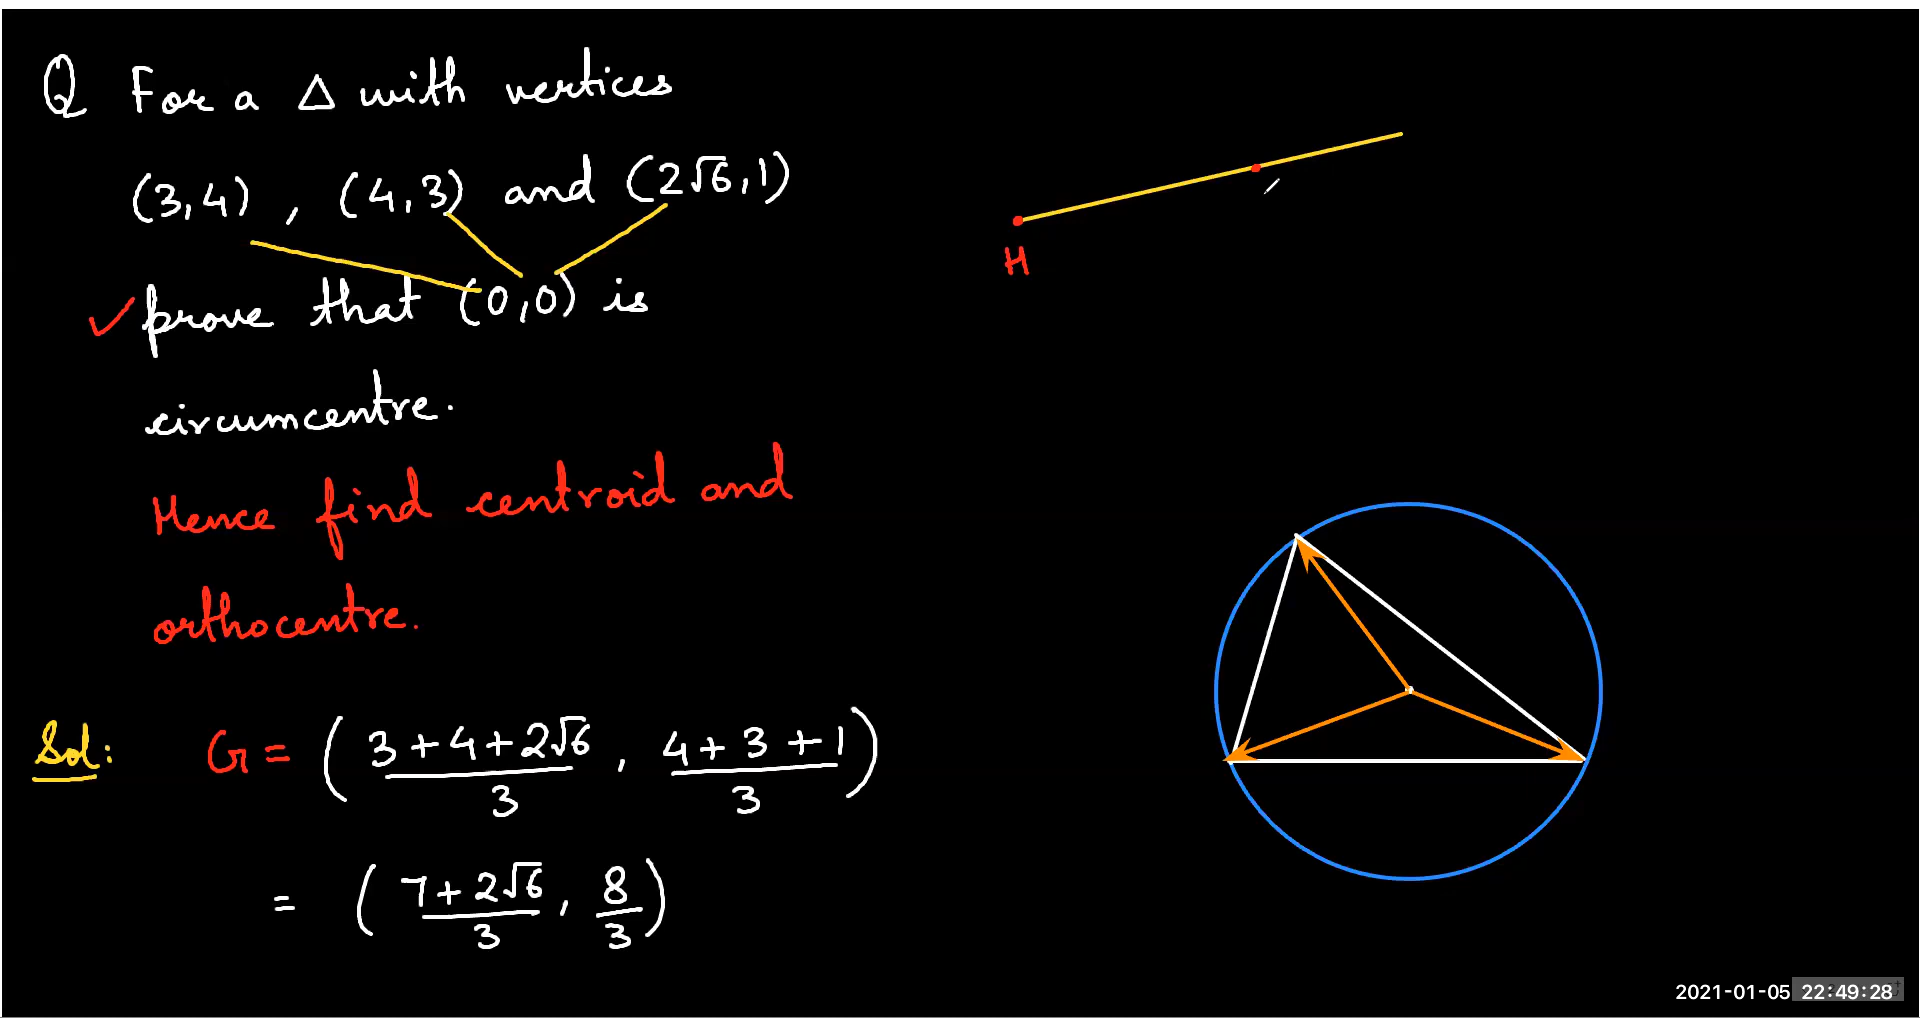 Q For a △ with vertices
(3,4) , (4,3) and (2√6,1)
✓ prove that (0,0) is
circumcentre.
Hence find centroid and
orthocentre.
Sol: G = ( (3+4+2√6)/3 , (4+3+1)/3 )
= ( (7+2√6)/3 , 8/3 )
H
2021-01-05 22:49:28